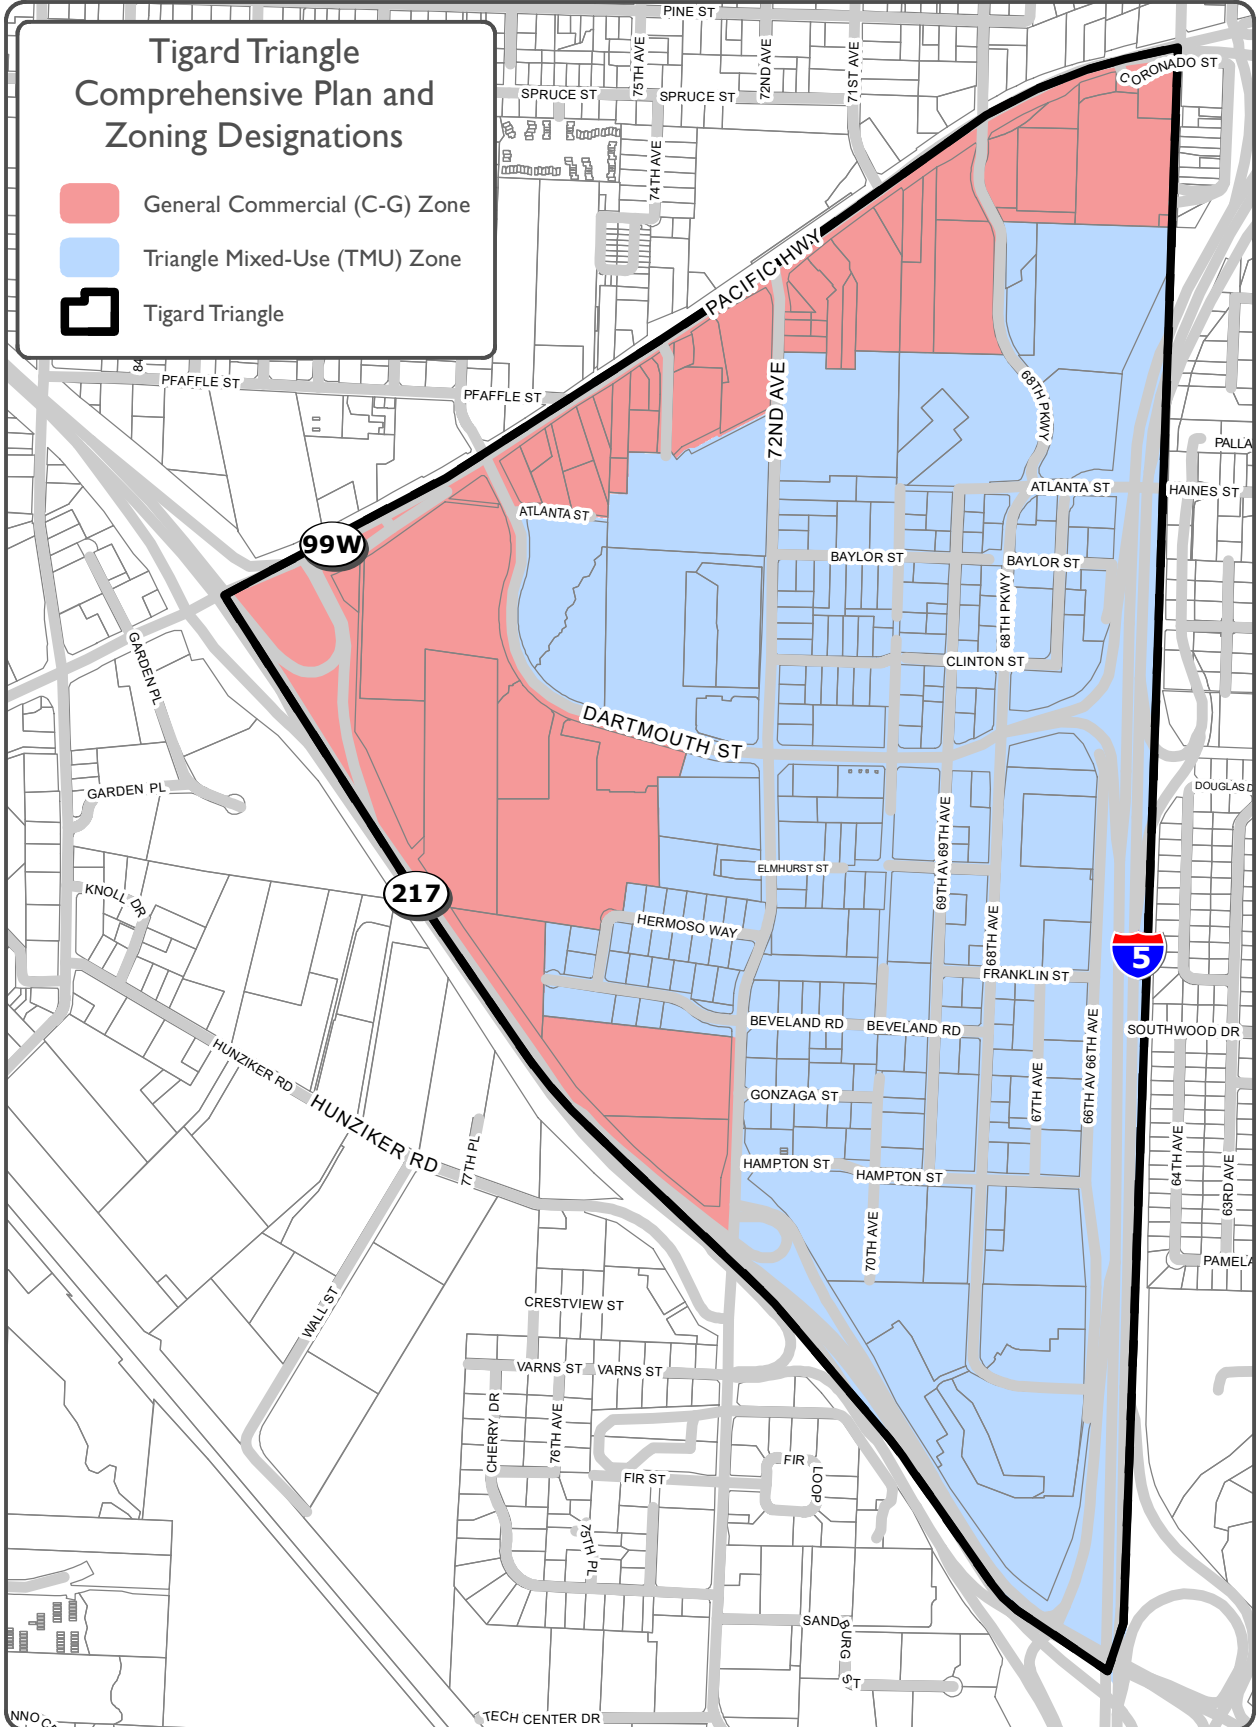 PINE ST
Tigard Triangle
Comprehensive Plan and
Zoning Designations
General Commercial (C-G) Zone
Triangle Mixed-Use (TMU) Zone
Tigard Triangle
75TH AVE
72ND AVE
71ST AVE
CORONADO ST
SPRUCE ST
SPRUCE ST
74TH AVE
PACIFIC HWY
84
PFAFFLE ST
PFAFFLE ST
72ND AVE
68TH PKWY
PALLA
ATLANTA ST
HAINES ST
ATLANTA ST
99W
BAYLOR ST
BAYLOR ST
68TH PKWY
GARDEN PL
CLINTON ST
DARTMOUTH ST
GARDEN PL
DOUGLAS D
69TH AV
69TH AVE
ELMHURST ST
KNOLL DR
217
HERMOSO WAY
68TH AVE
5
FRANKLIN ST
BEVELAND RD
BEVELAND RD
SOUTHWOOD DR
HUNZIKER RD
66TH AV
66TH AVE
67TH AVE
GONZAGA ST
HUNZIKER RD
77TH PL
HAMPTON ST
HAMPTON ST
64TH AVE
63RD AVE
70TH AVE
PAMELA
WALL ST
CRESTVIEW ST
VARNS ST
VARNS ST
CHERRY DR
76TH AVE
FIR ST
FIR
LOOP
75TH PL
SANDBURG ST
NNO C
TECH CENTER DR